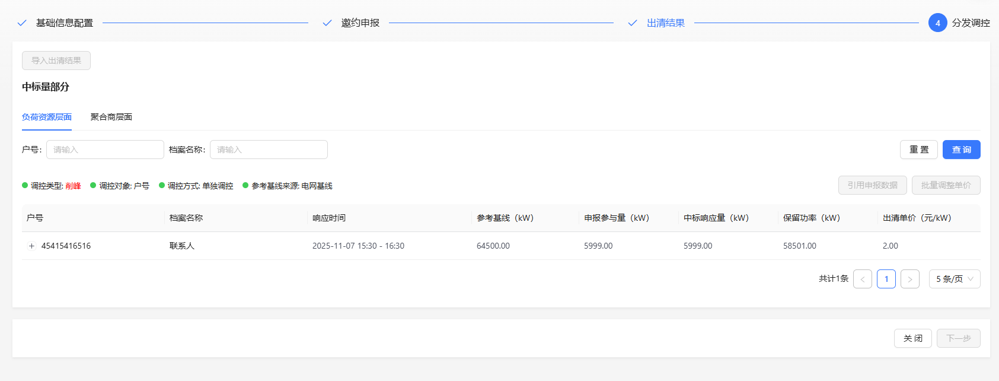 基础信息配置 邀约申报 出清结果 4 分发调控
导入出清结果
中标量部分
负荷资源层面 聚合商层面
户号: 请输入 档案名称: 请输入 重 置 查 询
调控类型: 削峰 调控对象: 户号 调控方式: 单独调控 参考基线来源: 电网基线 引用申报数据 批量调整单价
户号 档案名称 响应时间 参考基线（kW） 申报参与量（kW） 中标响应量（kW） 保留功率（kW） 出清单价（元/kW）
45415416516 联系人 2025-11-07 15:30 - 16:30 64500.00 5999.00 5999.00 58501.00 2.00
共计1条 < 1 > 5 条/页
关 闭 下一步